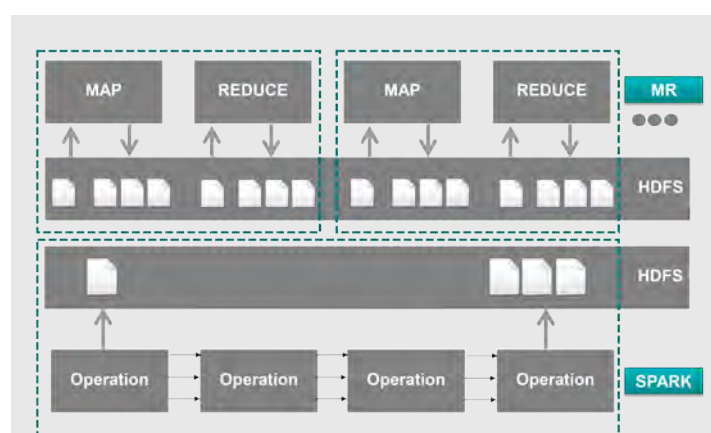 MAP REDUCE MAP REDUCE MR
HDFS
HDFS
Operation Operation Operation Operation SPARK